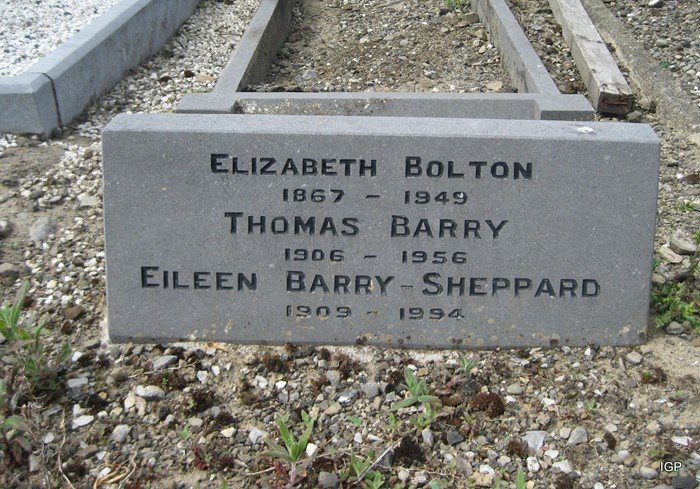 Elizabeth Bolton
1867 - 1949
Thomas Barry
1906 - 1956
Eileen Barry-Sheppard
1909 - 1994
IGP